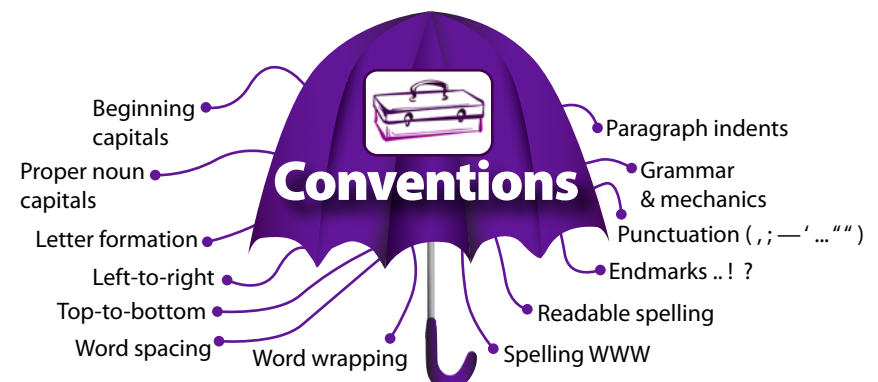 Conventions
Beginning
capitals
Proper noun
capitals
Letter formation
Left-to-right
Top-to-bottom
Word spacing
Word wrapping
Spelling WWW
Readable spelling
Endmarks .. ! ?
Punctuation ( , ; — ‘ ... “ “ )
Grammar
& mechanics
Paragraph indents